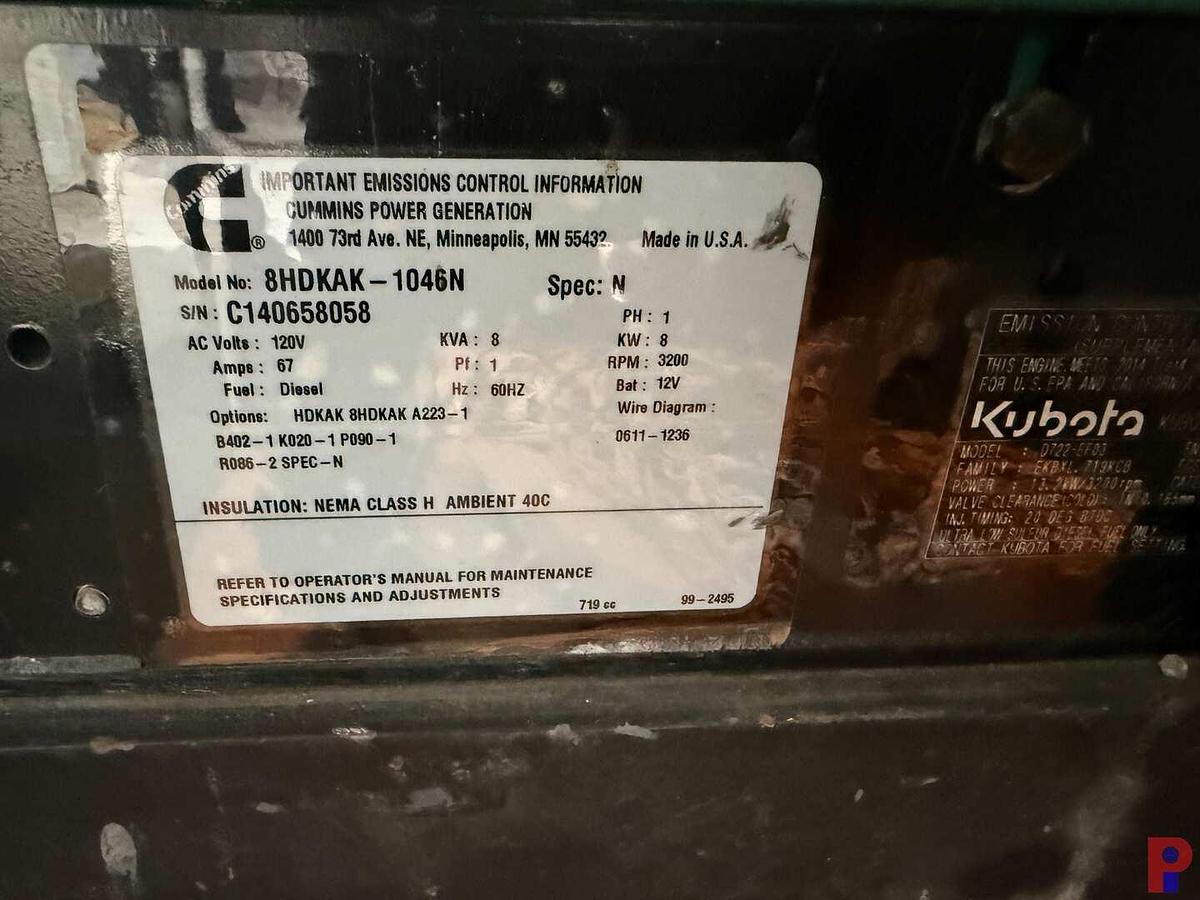 Cummins
®
IMPORTANT EMISSIONS CONTROL INFORMATION
CUMMINS POWER GENERATION
1400 73rd Ave. NE, Minneapolis, MN 55432 Made in U.S.A.
Model No: 8HDKAK-1046N Spec: N
S/N: C140658058 PH: 1
AC Volts: 120V KVA: 8 KW: 8
Amps: 67 Pf: 1 RPM: 3200
Fuel: Diesel Hz: 60HZ Bat: 12V
Options: HDKAK 8HDKAK A223-1 Wire Diagram:
B402-1 K020-1 P090-1 0611-1236
R086-2 SPEC-N
INSULATION: NEMA CLASS H AMBIENT 40C
REFER TO OPERATOR'S MANUAL FOR MAINTENANCE
SPECIFICATIONS AND ADJUSTMENTS 719 cc 99-2495
EMISSION
THIS ENGINE
FOR U.S. EPA AND
Kubota
MODEL :
FAMILY :
POWER :
VALVE CLEARANCE(COLD):
INJ. TIMING: 20 DEG BTDC
ULTRA LOW SULFUR DIESEL FUEL ONLY
CONTACT KUBOTA FOR FUEL SETTING
Pi